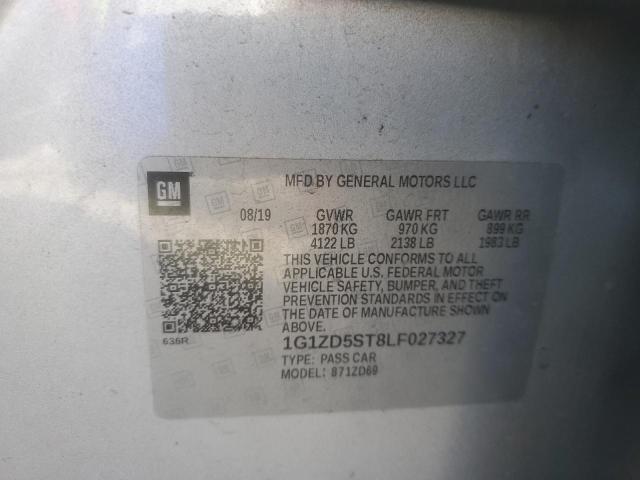 GM
MFD BY GENERAL MOTORS LLC
08/19 GVWR GAWR FRT GAWR RR
1870 KG 970 KG 899 KG
4122 LB 2138 LB 1983 LB
THIS VEHICLE CONFORMS TO ALL
APPLICABLE U.S. FEDERAL MOTOR
VEHICLE SAFETY, BUMPER, AND THEFT
PREVENTION STANDARDS IN EFFECT ON
THE DATE OF MANUFACTURE SHOWN
ABOVE.
636R
1G1ZD5ST8LF027327
TYPE: PASS CAR
MODEL: 871ZD69